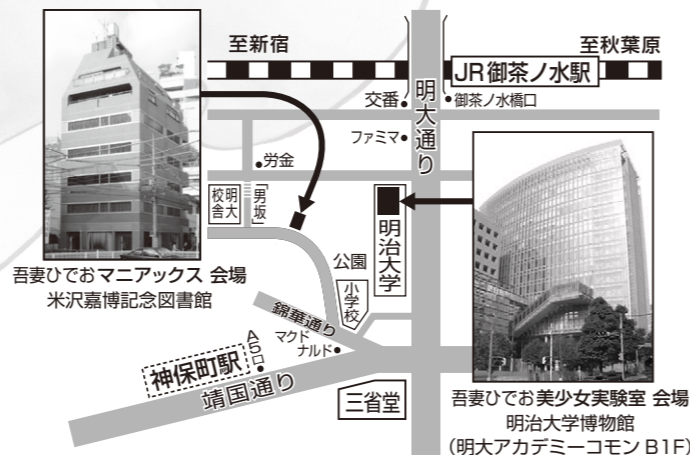 至新宿
至秋葉原
JR御茶ノ水駅
交番
御茶ノ水橋口
明大通り
ファミマ
労金
明大
校舎
男坂
明治大学
公園
小学校
錦華通り
マクド
ナルド
A5口
神保町駅
靖国通り
三省堂
吾妻ひでおマニアックス 会場
米沢嘉博記念図書館
吾妻ひでお美少女実験室 会場
明治大学博物館
(明大アカデミーコモン B1F)